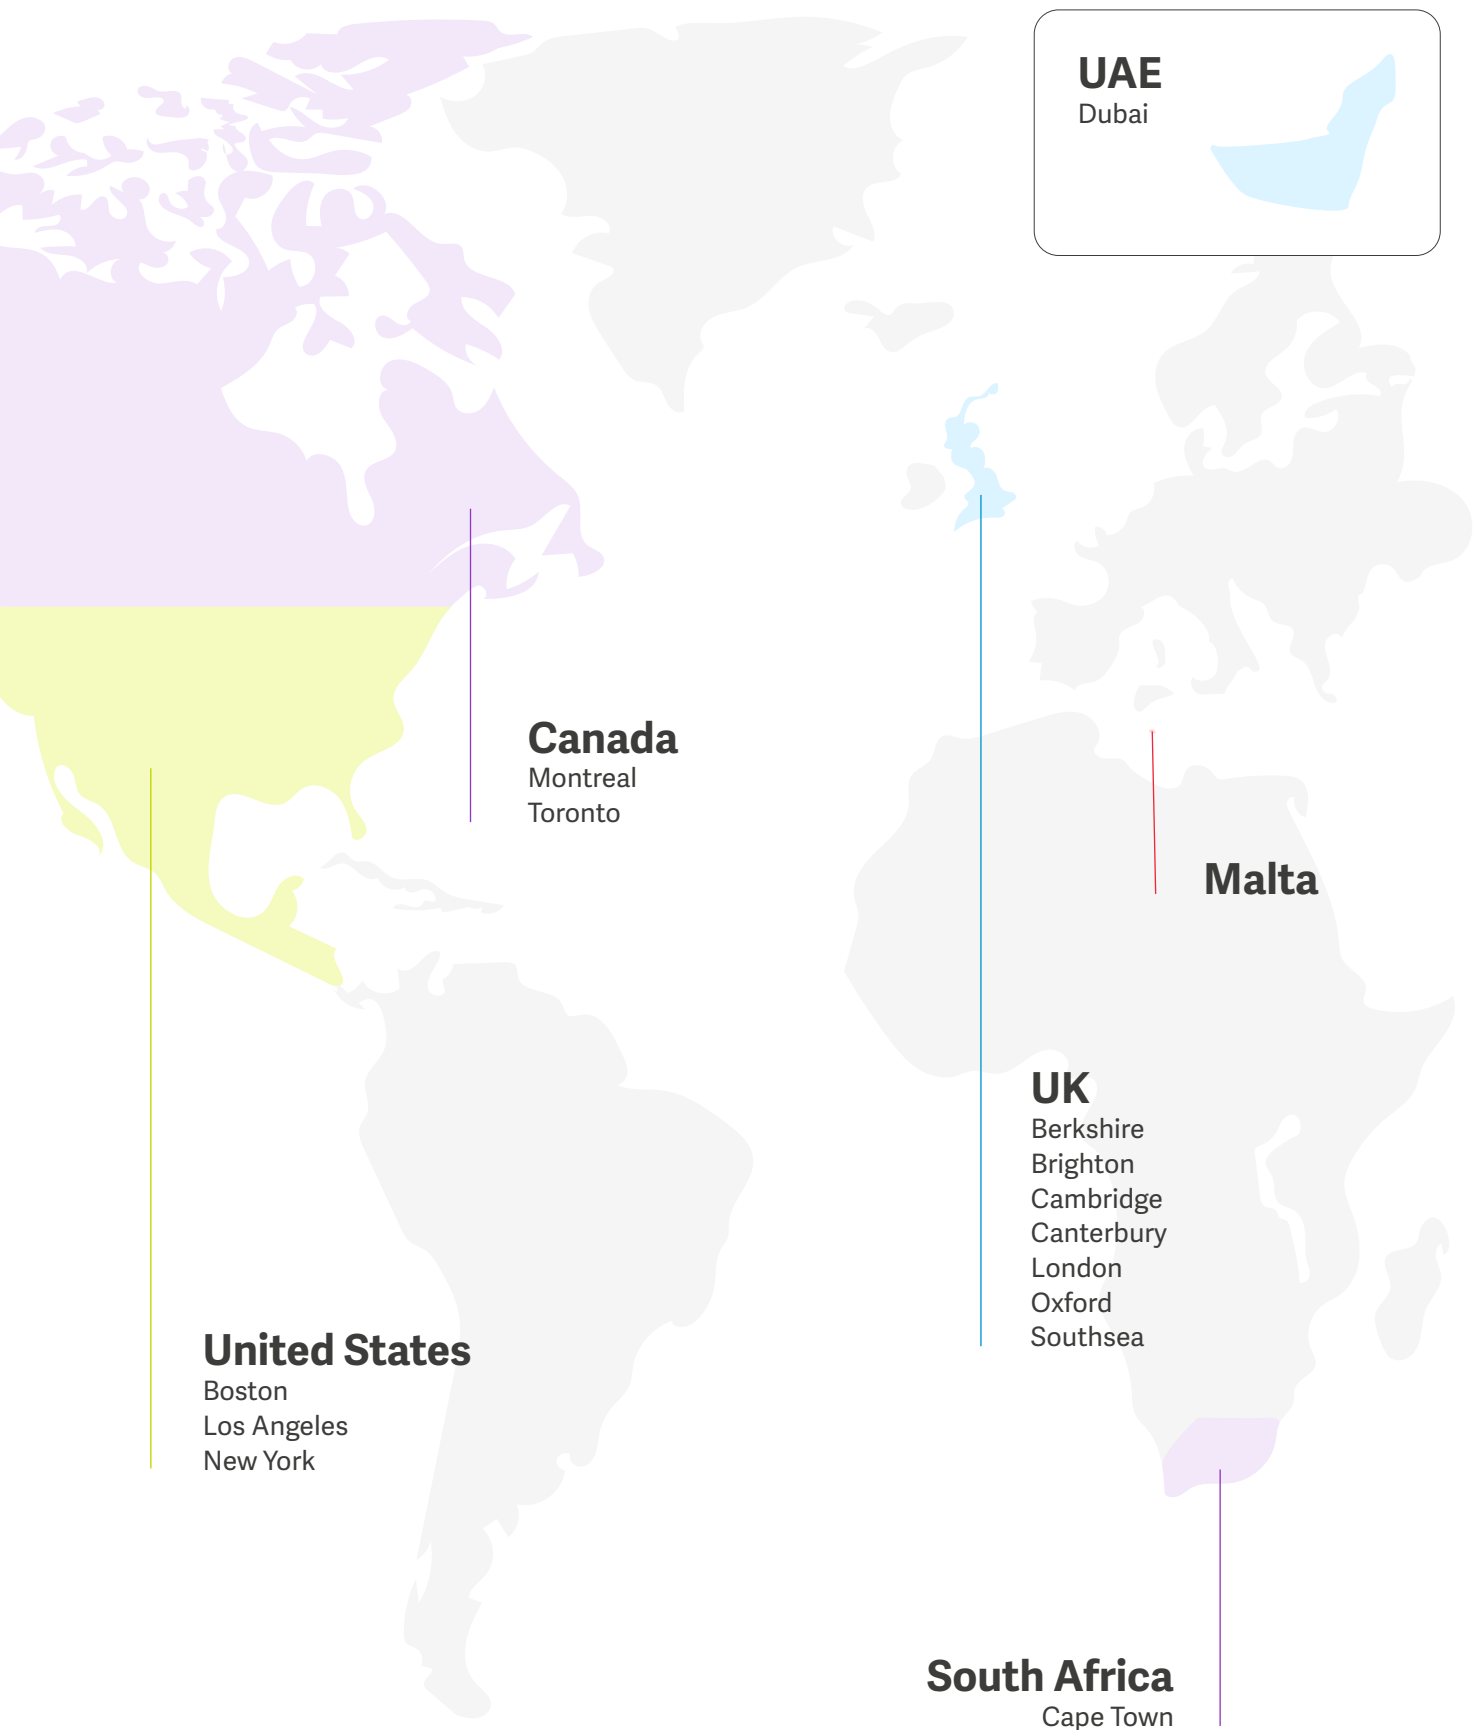 UAE
Dubai
Canada
Montreal
Toronto
Malta
UK
Berkshire
Brighton
Cambridge
Canterbury
London
Oxford
Southsea
United States
Boston
Los Angeles
New York
South Africa
Cape Town